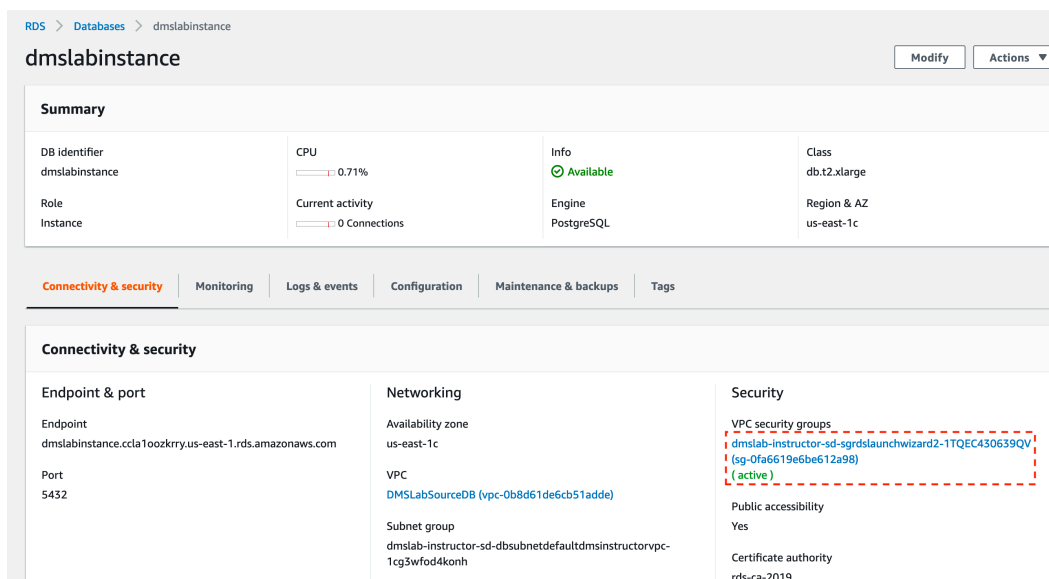 RDS > Databases > dmslabinstance
dmslabinstance
Modify
Actions ▼
Summary
DB identifier
dmslabinstance
CPU
0.71%
Info
Available
Class
db.t2.xlarge
Role
Instance
Current activity
0 Connections
Engine
PostgreSQL
Region & AZ
us-east-1c
Connectivity & security
Monitoring
Logs & events
Configuration
Maintenance & backups
Tags
Connectivity & security
Endpoint & port
Endpoint
dmslabinstance.ccla1oozkrry.us-east-1.rds.amazonaws.com
Port
5432
Networking
Availability zone
us-east-1c
VPC
DMSLabSourceDB (vpc-0b8d61de6cb51adde)
Subnet group
dmslab-instructor-sd-dbsubnetdefaultdmsinstructorvpc-
1cg3wfod4konh
Security
VPC security groups
dmslab-instructor-sd-sgrdslaunchwizard2-1TQEC430639QV
(sg-0fa6619e6be612a98)
( active )
Public accessibility
Yes
Certificate authority
rds-ca-2019